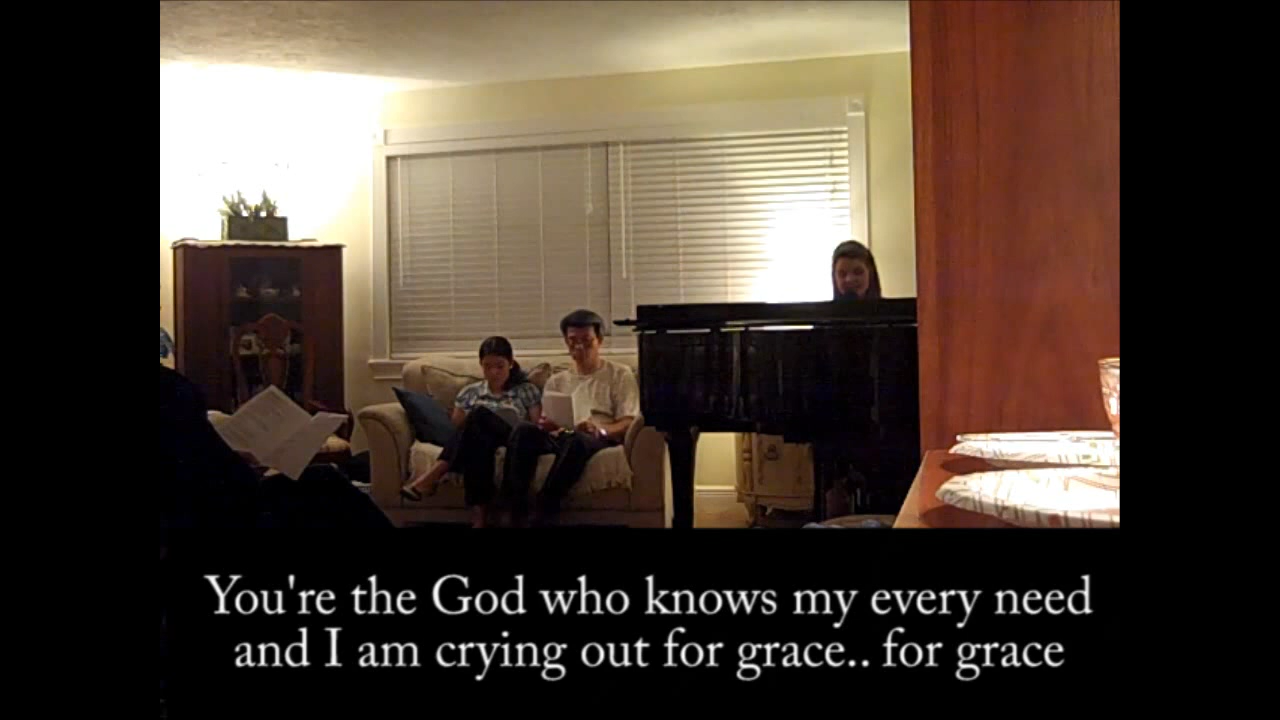 You're the God who knows my every need
and I am crying out for grace.. for grace